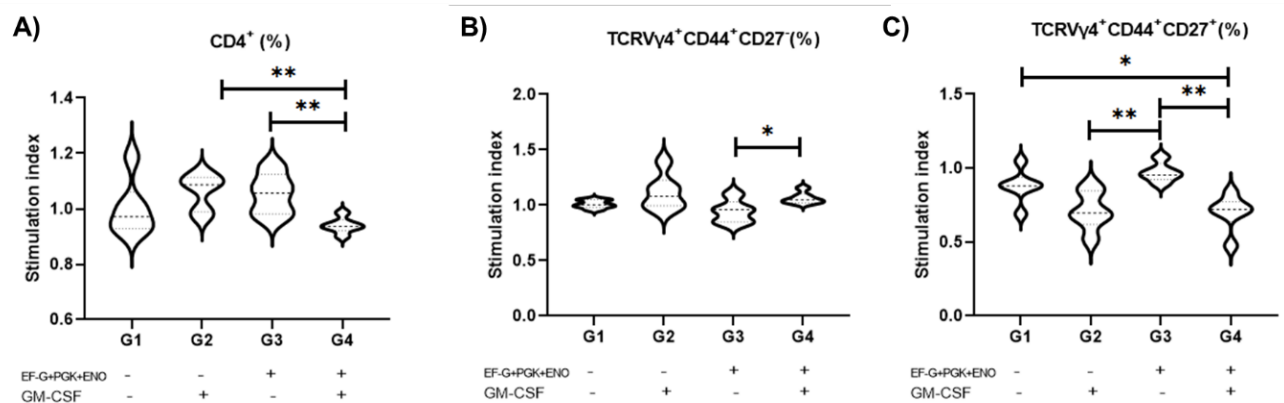 A)
CD4⁺ (%)
**
**
Stimulation index
1.4
1.2
1.0
0.8
0.6
G1 G2 G3 G4
EF-G+PGK+ENO - - + +
GM-CSF - + - +
B)
TCRVγ4⁺CD44⁺CD27⁻(%)
*
Stimulation index
2.0
1.5
1.0
0.5
0.0
G1 G2 G3 G4
EF-G+PGK+ENO - - + +
GM-CSF - + - +
C)
TCRVγ4⁺CD44⁺CD27⁺(%)
*
**
**
Stimulation index
1.5
1.0
0.5
0.0
G1 G2 G3 G4
EF-G+PGK+ENO - - + +
GM-CSF - + - +